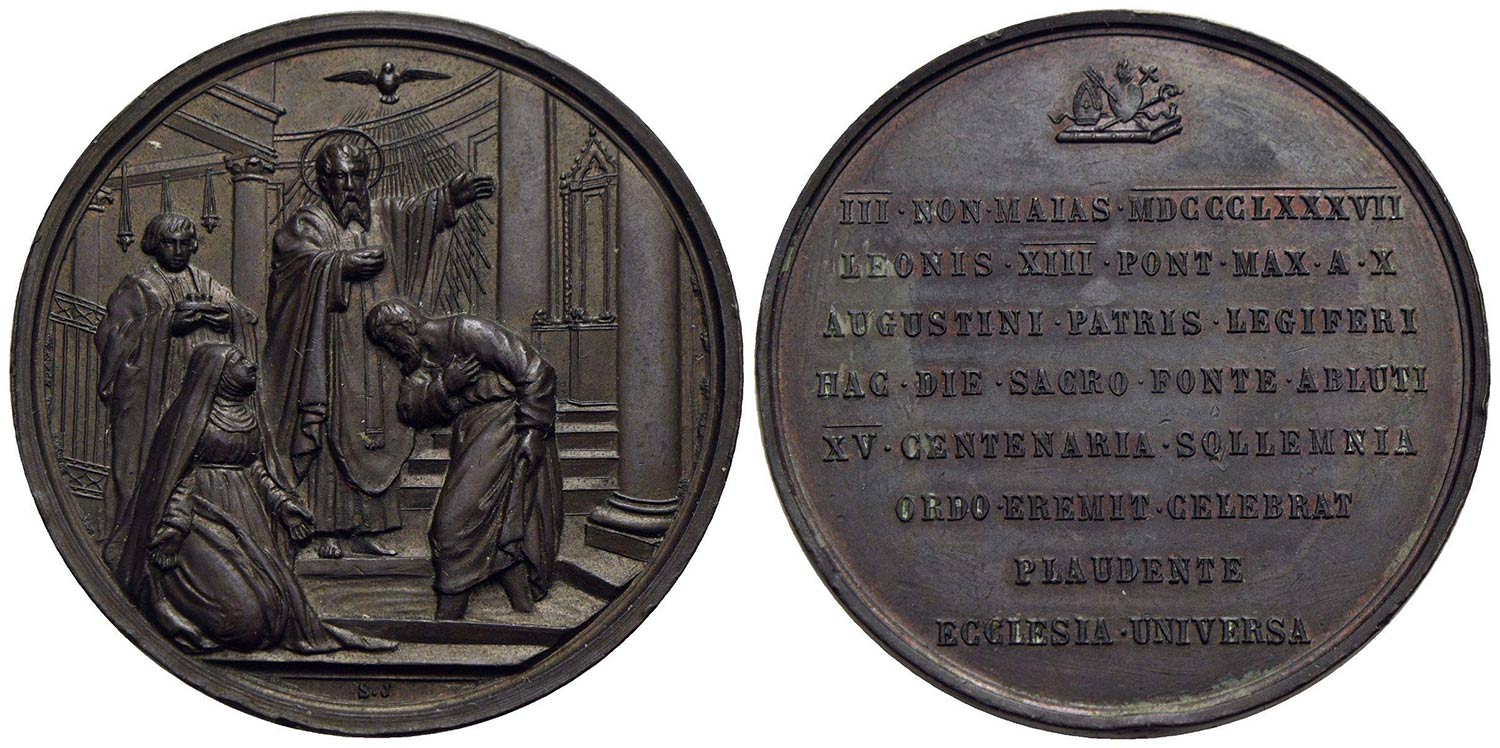 S.J
III · NON · MAIAS · MDCCCLXXXVII
LEONIS · XIII · PONT · MAX · A · X
AUGUSTINI · PATRIS · LEGIFERI
HAC · DIE · SACRO · FONTE · ABLUTI
XV · CENTENARIA · SQLLEMNIA
ORDO · EREMIT · CELEBRAT
PLAUDENTE
ECCLESIA · UNIVERSA